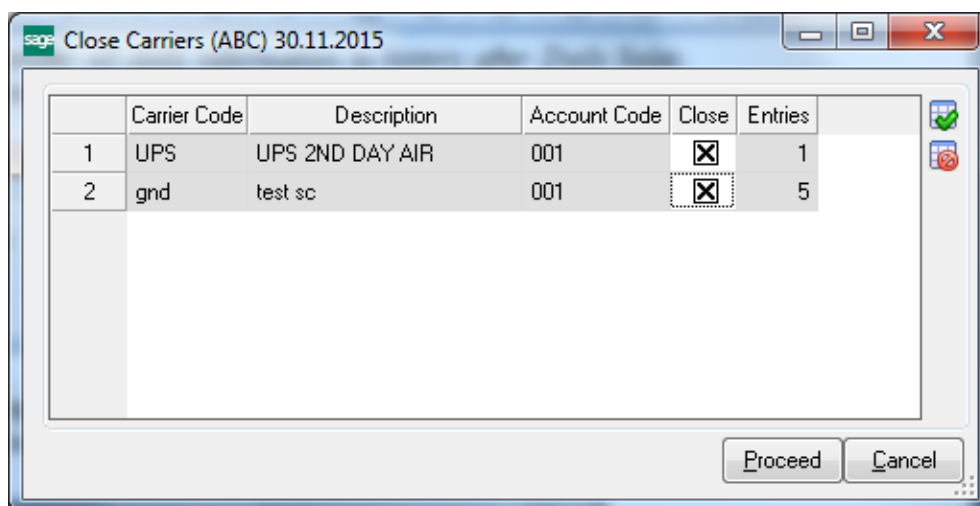 sage Close Carriers (ABC) 30.11.2015
Carrier Code Description Account Code Close Entries
1 UPS UPS 2ND DAY AIR 001 1
2 gnd test sc 001 5
Proceed Cancel